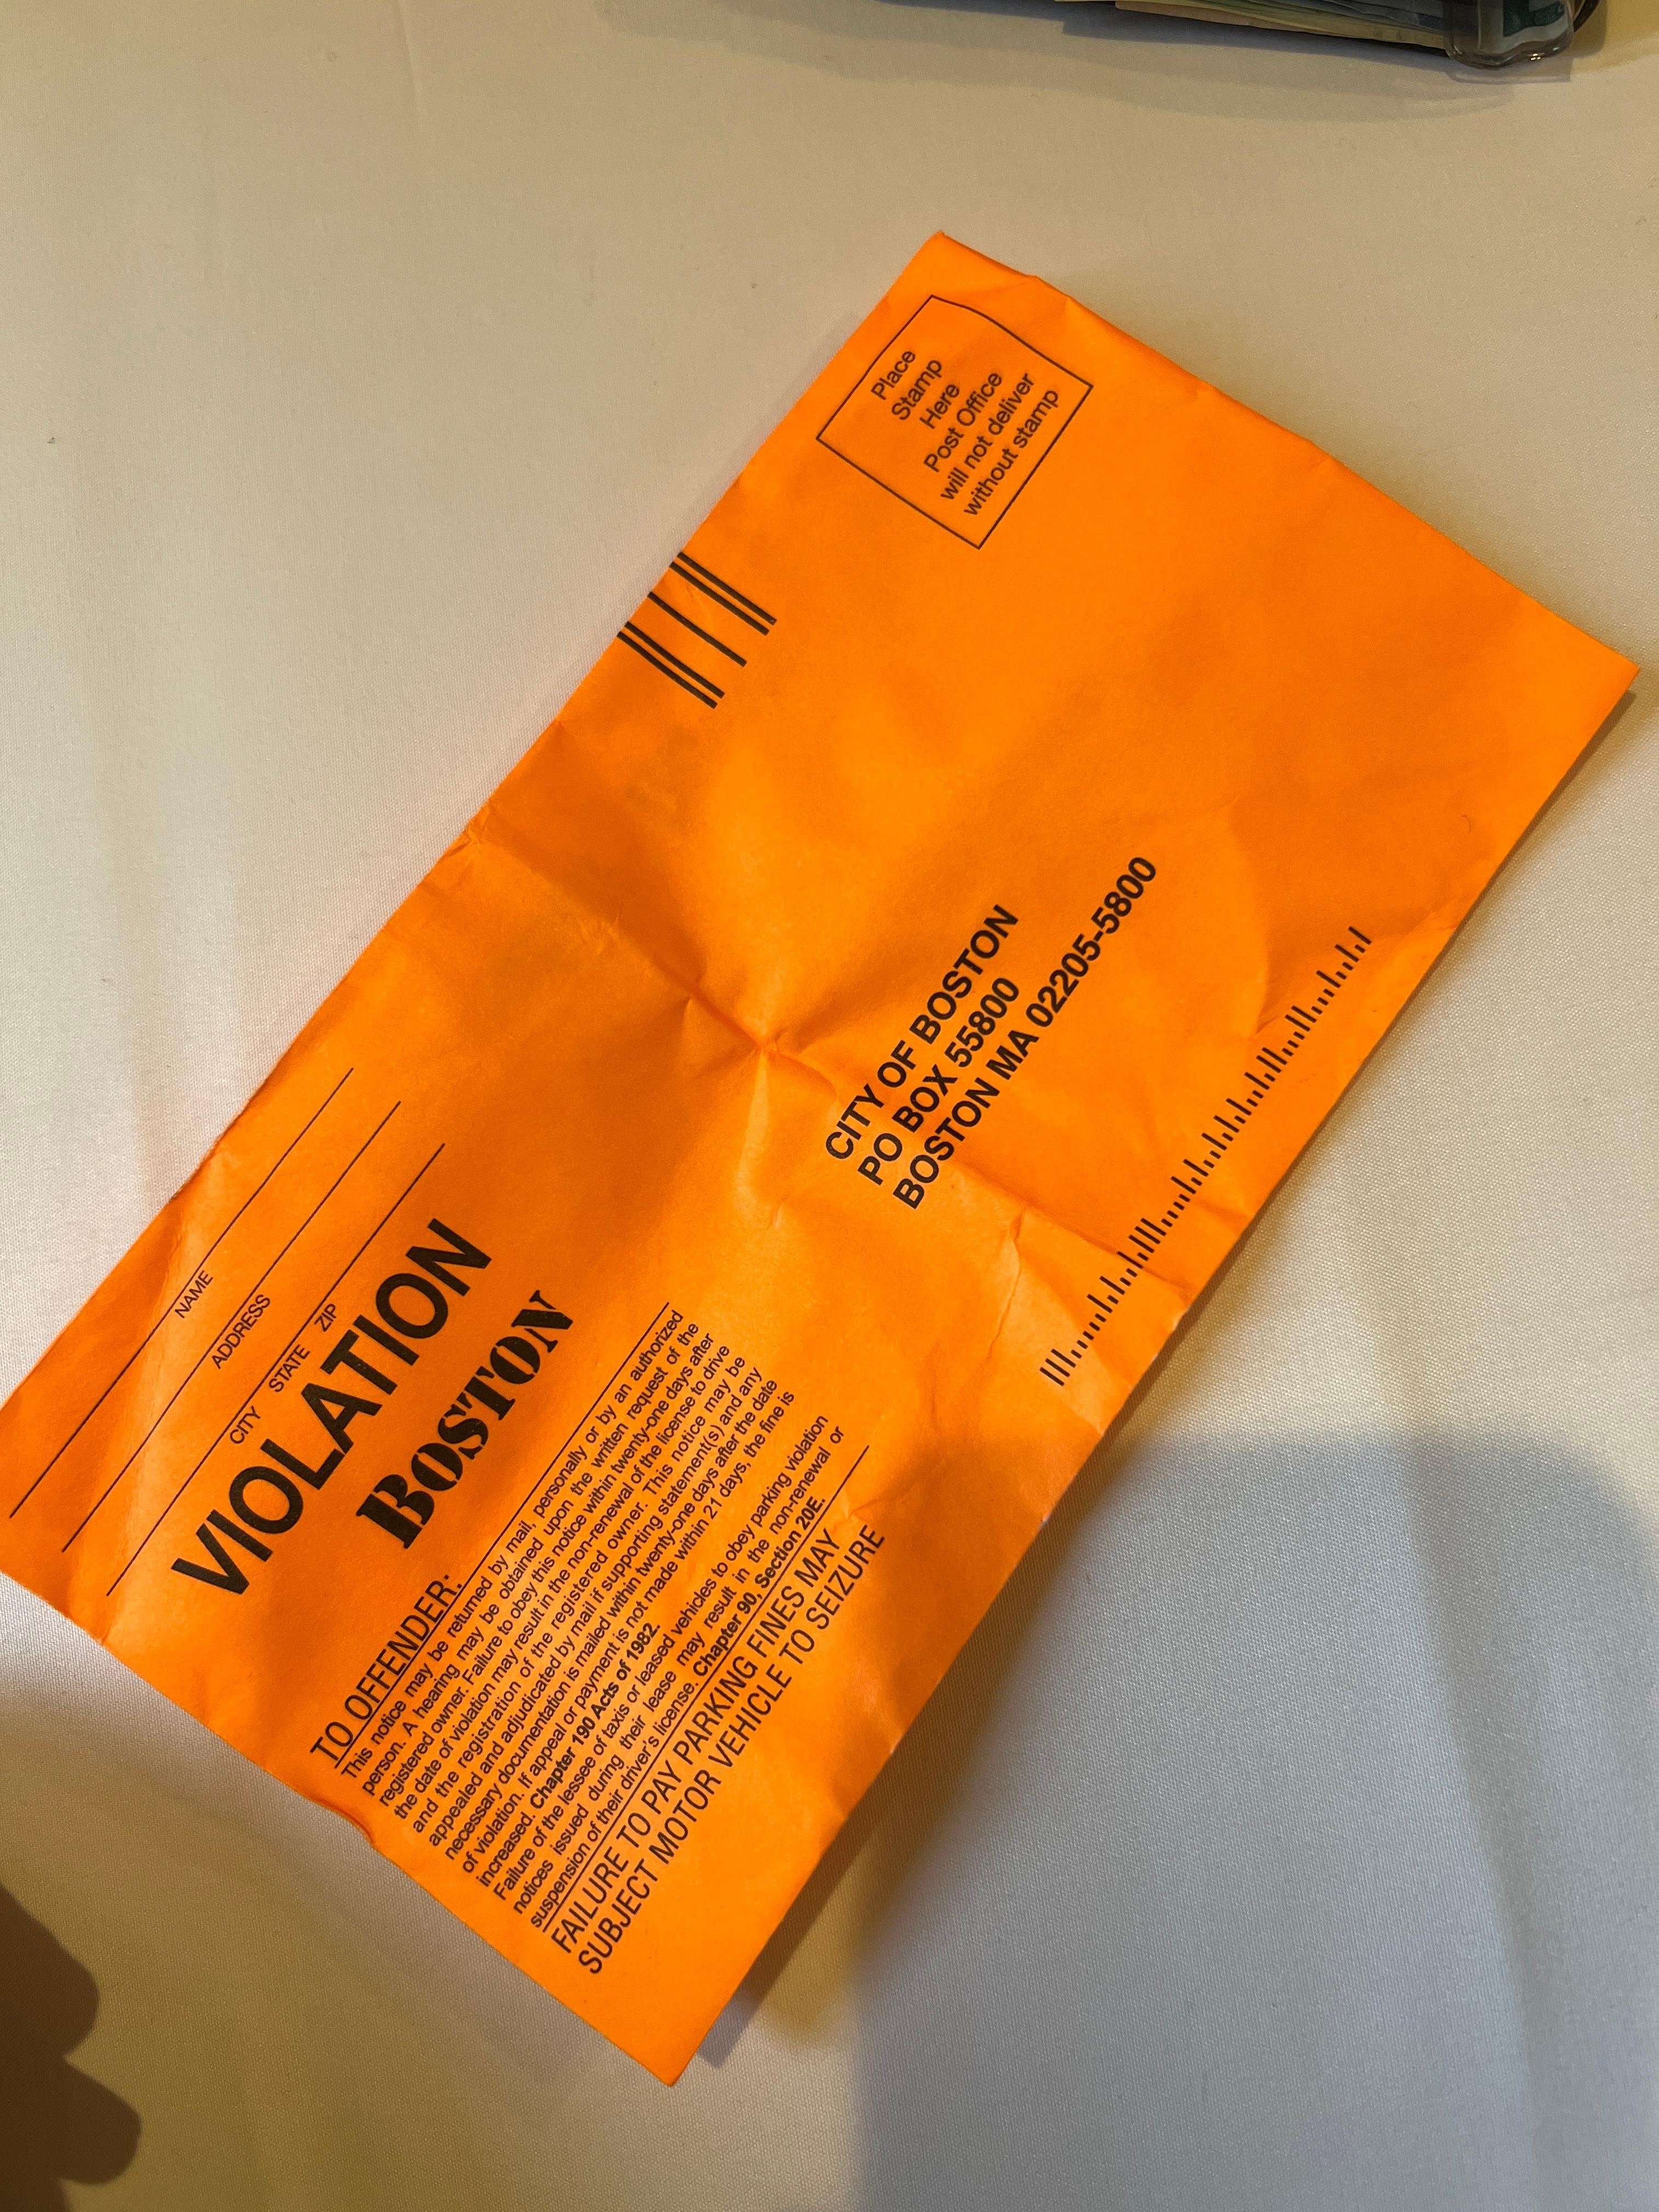 NAME
ADDRESS
CITY STATE ZIP
VIOLATION
BOSTON
TO OFFENDER:
This notice may be returned by mail, personally or by an authorized
person. A hearing may be obtained upon the written request of the
registered owner. Failure to obey this notice within twenty-one days after
the date of violation may result in the non-renewal of the license to drive
and the registration of the registered owner. This notice may be
appealed and adjudicated by mail if supporting statement(s) and any
necessary documentation is mailed within twenty-one days after the date
of violation. If appeal or payment is not made within 21 days, the fine is
increased. Chapter 190 Acts of 1982.
Failure of the lessee of taxis or leased vehicles to obey parking violation
notices issued during their lease may result in the non-renewal or
suspension of their driver's license. Chapter 90, Section 20E.
FAILURE TO PAY PARKING FINES MAY
SUBJECT MOTOR VEHICLE TO SEIZURE
Place
Stamp
Here
Post Office
will not deliver
without stamp
CITY OF BOSTON
PO BOX 55800
BOSTON MA 02205-5800